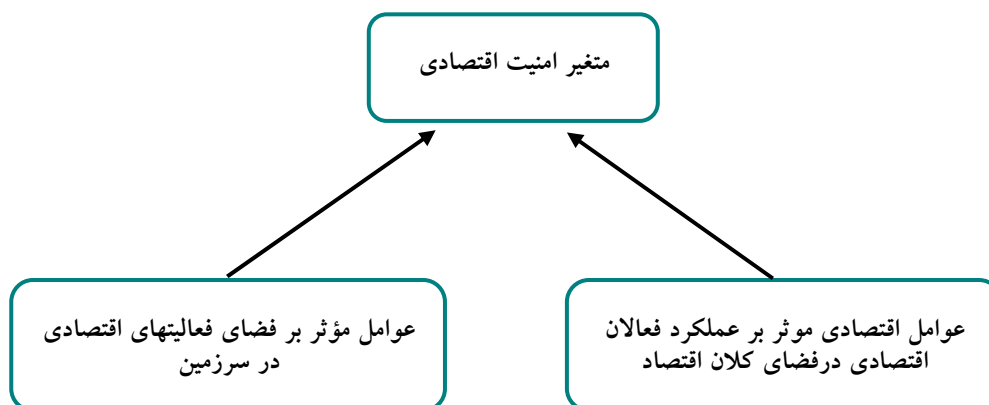 متغیر امنیت اقتصادی
عوامل اقتصادی موثر بر عملکرد فعالان
اقتصادی درفضای کلان اقتصاد
عوامل مؤثر بر فضای فعالیتهای اقتصادی
در سرزمین